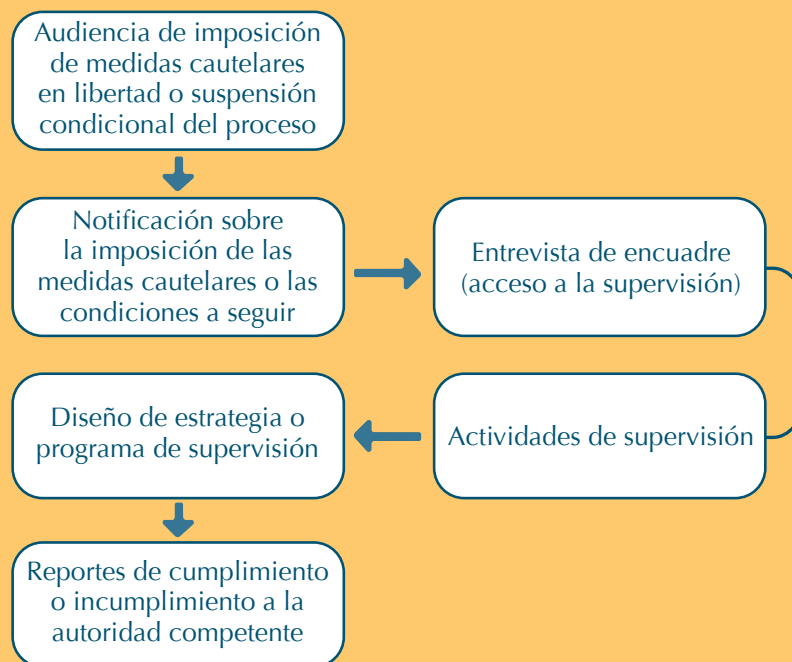 Audiencia de imposición
de medidas cautelares
en libertad o suspensión
condicional del proceso
Notificación sobre
la imposición de las
medidas cautelares o las
condiciones a seguir
Entrevista de encuadre
(acceso a la supervisión)
Actividades de supervisión
Diseño de estrategia o
programa de supervisión
Reportes de cumplimiento
o incumplimiento a la
autoridad competente